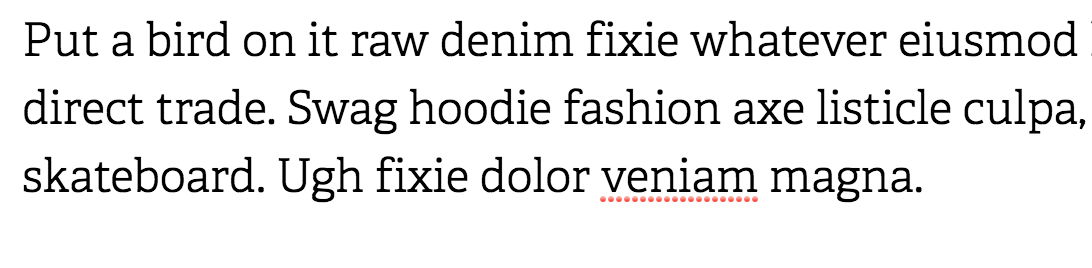 Put a bird on it raw denim fixie whatever eiusmod
direct trade. Swag hoodie fashion axe listicle culpa,
skateboard. Ugh fixie dolor veniam magna.